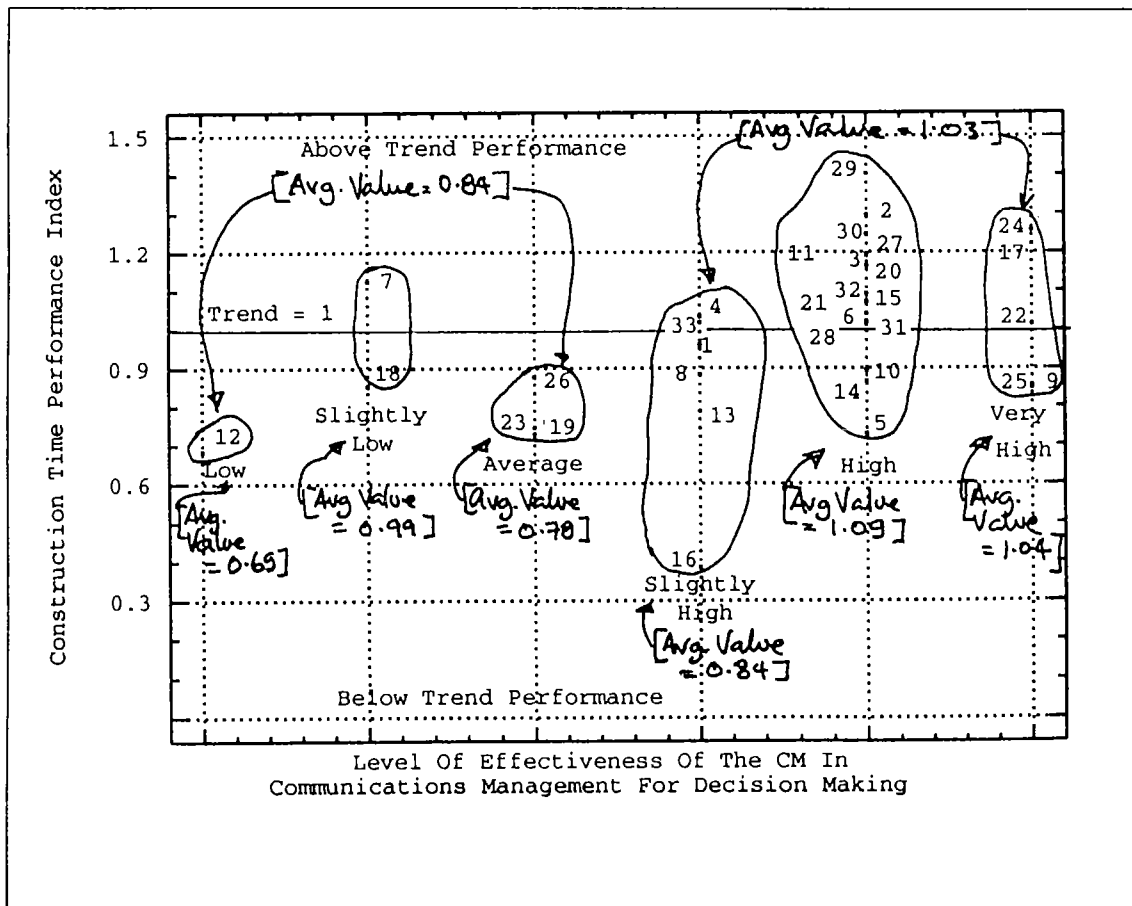 1.5
1.2
0.9
0.6
0.3
Construction Time Performance Index
Above Trend Performance
[Avg. Value = 0.84]
[Avg Value = 1.03]
Trend = 1
12
Low
[Avg.
Value
= 0.65]
7
18
Slightly
Low
[Avg Value
= 0.99]
26
23 19
Average
[avg. Value
= 0.78]
4
33
1
8
13
16
Slightly
High
[Avg. Value
= 0.84]
29
2
30
27
11
3
20
32
21
15
6
31
28
10
14
5
High
[Avg Value
= 1.09]
24
17
22
25 9
Very
High
[Avg.
Value
= 1.04]
Below Trend Performance
Level Of Effectiveness Of The CM In
Communications Management For Decision Making